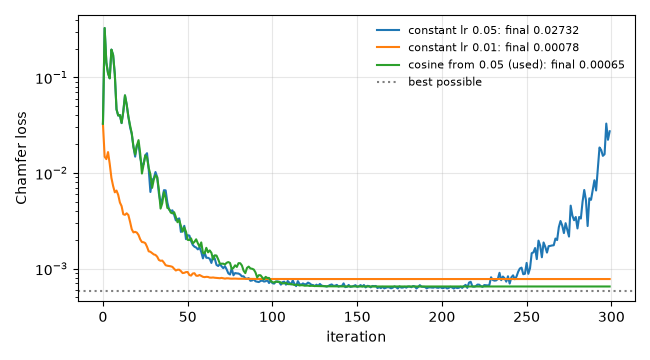 constant lr 0.05: final 0.02732
constant lr 0.01: final 0.00078
cosine from 0.05 (used): final 0.00065
best possible
Chamfer loss
10⁻¹
10⁻²
10⁻³
0 50 100 150 200 250 300
iteration